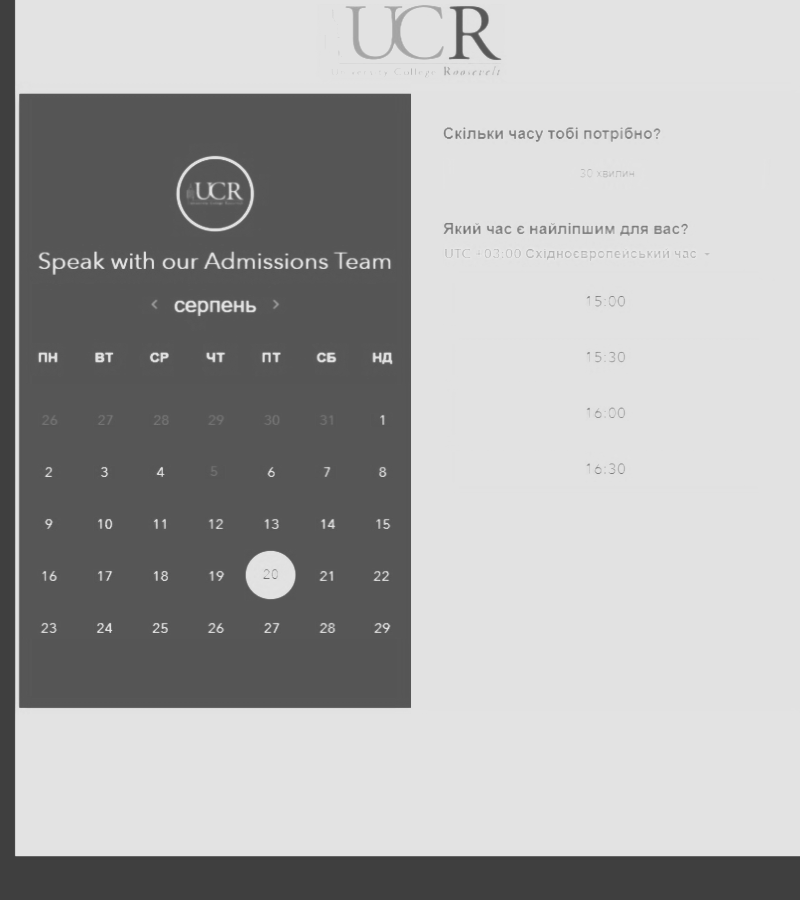 UCR
University College Roosevelt
UCR
Speak with our Admissions Team
< серпень >
ПН ВТ СР ЧТ ПТ СБ НД
26 27 28 29 30 31 1
2 3 4 5 6 7 8
9 10 11 12 13 14 15
16 17 18 19 20 21 22
23 24 25 26 27 28 29
Скільки часу тобі потрібно?
30 хвилин
Який час є найліпшим для вас?
UTC +03:00 Східноєвропейський час
15:00
15:30
16:00
16:30